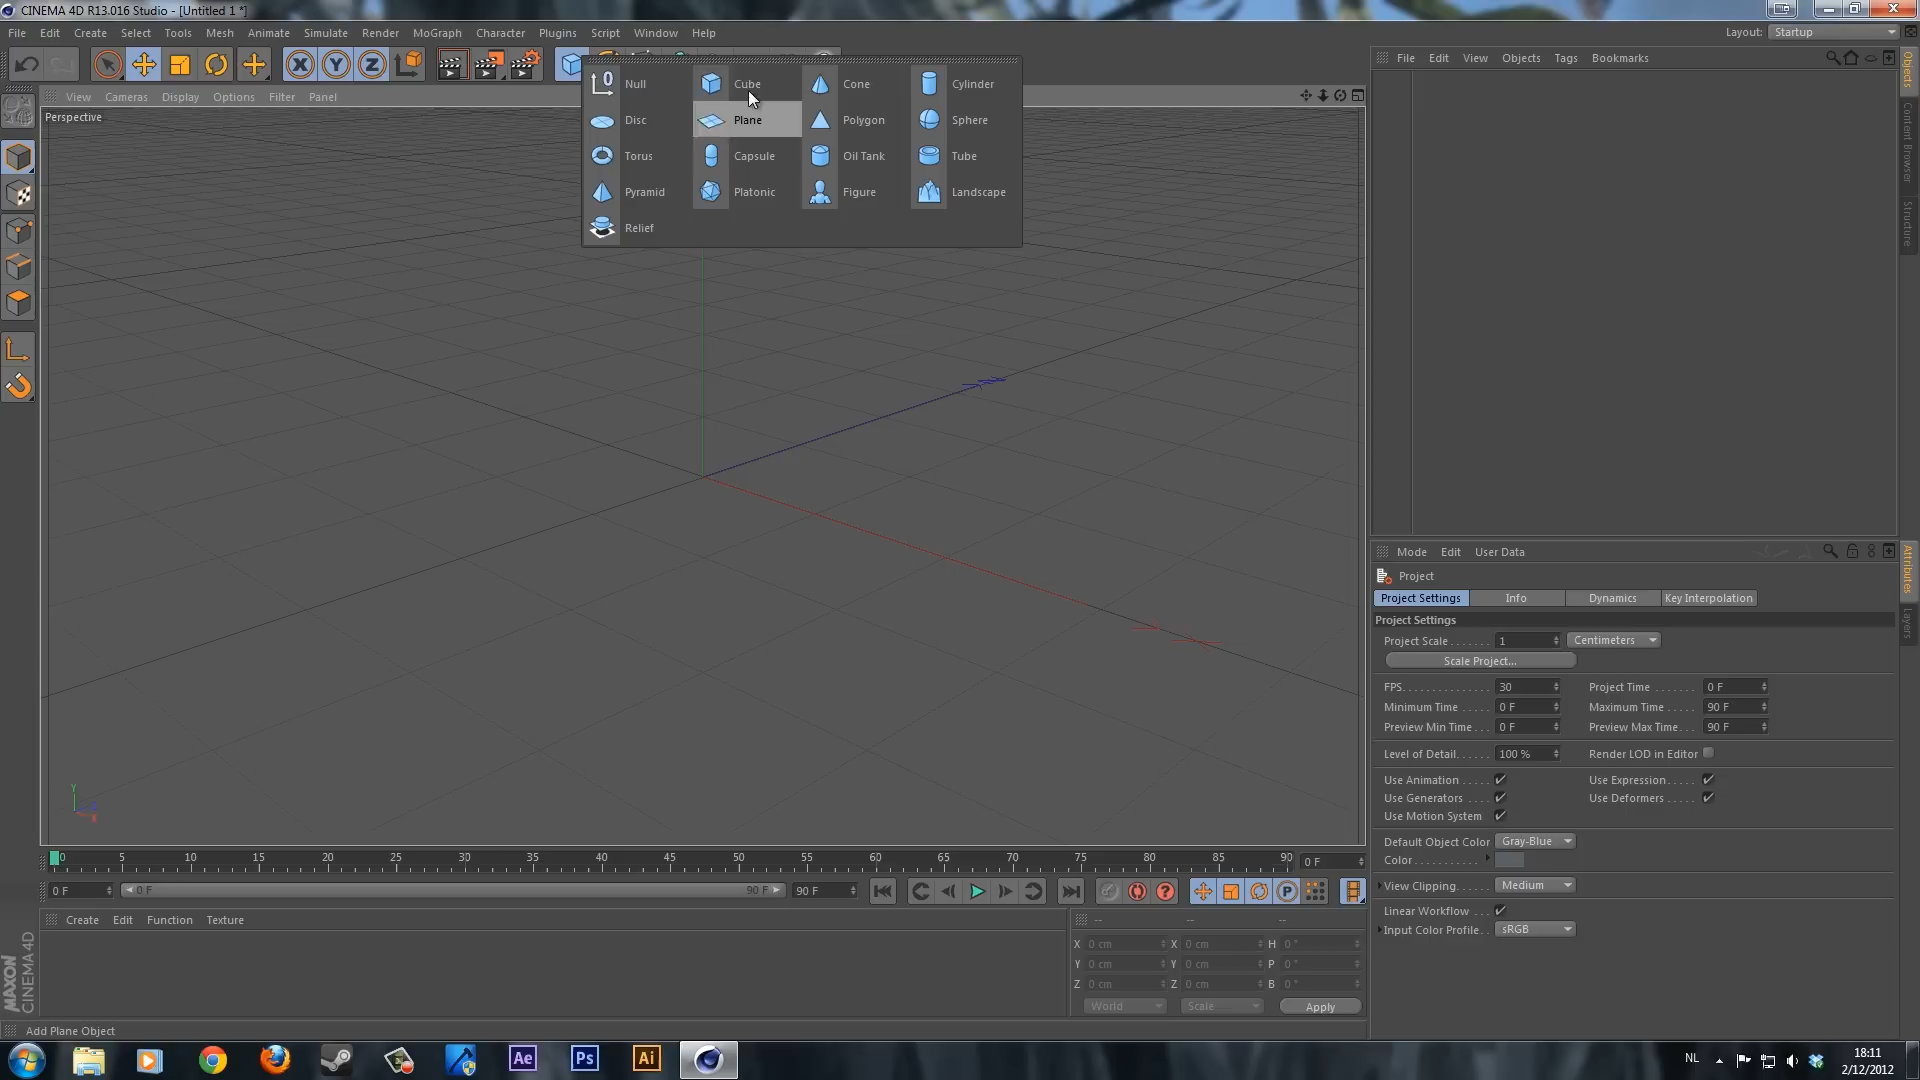 CINEMA 4D R13.016 Studio - [Untitled 1 *]
File Edit Create Select Tools Mesh Animate Simulate Render MoGraph Character Plugins Script Window Help
Layout: Startup
X Y Z
View Cameras Display Options Filter Panel
Perspective
0 Null Cube Cone Cylinder
Disc Plane Polygon Sphere
Torus Capsule Oil Tank Tube
Pyramid Platonic Figure Landscape
Relief
File Edit View Objects Tags Bookmarks
Objects
Content Browser
Structure
Mode Edit User Data
Attributes
Layers
Project
Project Settings Info Dynamics Key Interpolation
Project Settings
Project Scale . . . . . . . 1 Centimeters
Scale Project...
FPS. . . . . . . . . . . . . . 30 Project Time . . . . . . . 0 F
Minimum Time . . . . . 0 F Maximum Time . . . . . 90 F
Preview Min Time . . . 0 F Preview Max Time. . . . 90 F
Level of Detail. . . . . . 100 % Render LOD in Editor
Use Animation . . . . . Use Expression. . . . .
Use Generators . . . . Use Deformers . . . . .
Use Motion System
Default Object Color Gray-Blue
Color . . . . . . . . . . .
View Clipping. . . . . . Medium
Linear Workflow . . .
Input Color Profile. . sRGB
Y
0 5 10 15 20 25 30 35 40 45 50 55 60 65 70 75 80 85 90 0 F
0 F 0 F 90 F 90 F
? P
Create Edit Function Texture
-- -- --
X 0 cm X 0 cm H 0 °
Y 0 cm Y 0 cm P 0 °
Z 0 cm Z 0 cm B 0 °
World Scale Apply
MAXON
CINEMA 4D
Add Plane Object
Ae Ps Ai
NL
18:11
2/12/2012